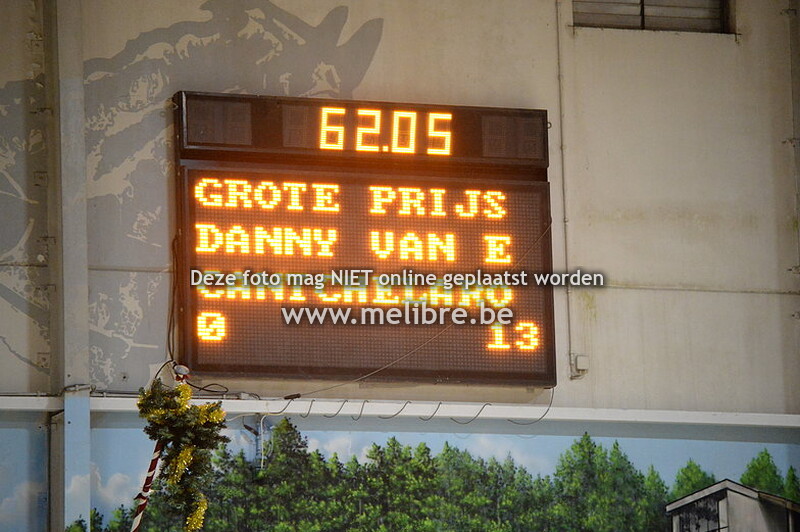 62.05
GROTE PRIJS
DANNY VAN E
Deze foto mag NIET online geplaatst worden
www.melibre.be
0 13